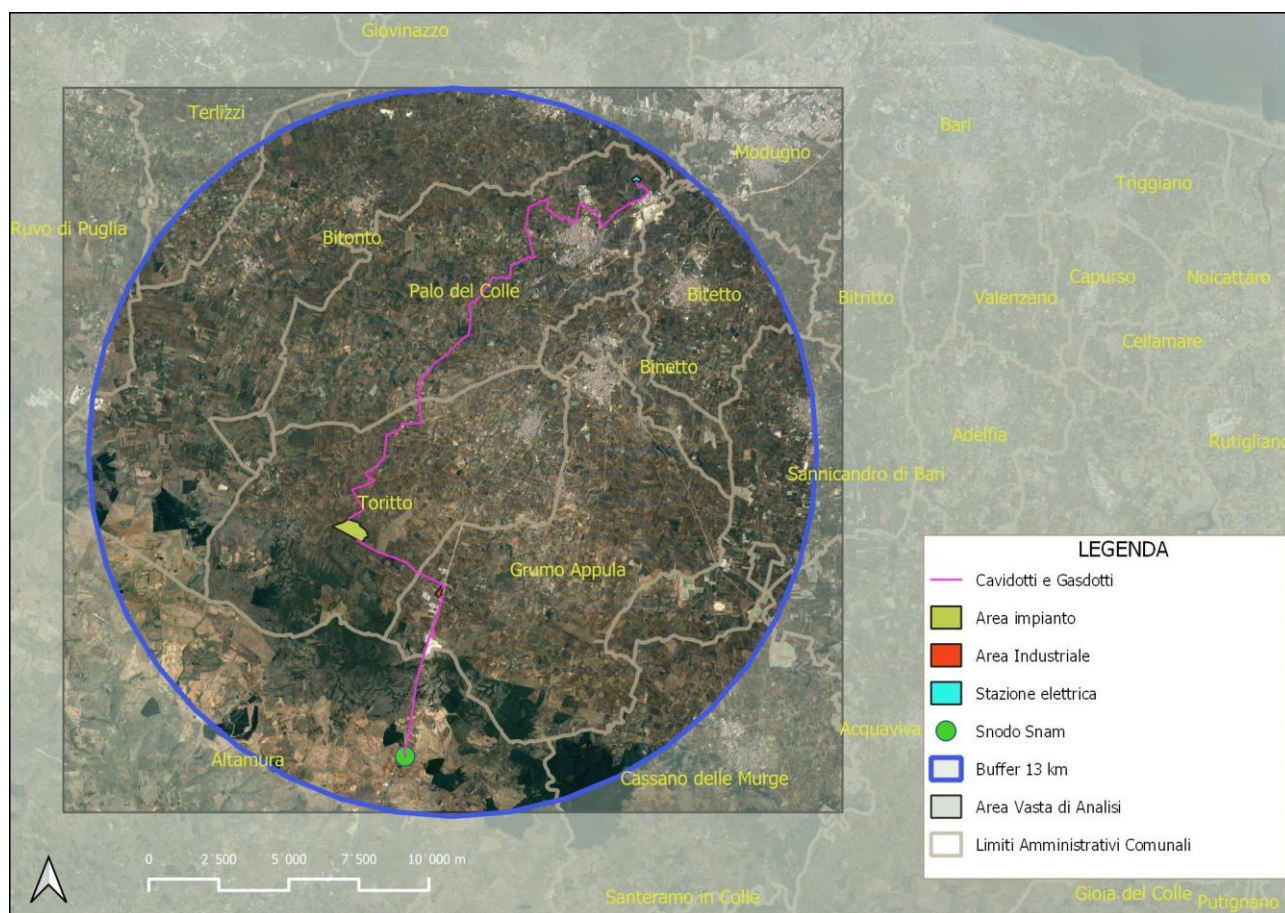 Giovinazzo
Terlizzi
Bari
Modugno
Triggiano
Ruvo di Puglia
Bitonto
Palo del Colle
Bitetto
Bitritto
Valenzano
Capurso
Noicattaro
Cellamare
Binetto
Adelfia
Rutigliano
Sannicandro di Bari
Toritto
Grumo Appula
Altamura
Acquaviva
Cassano delle Murge
Santeramo in Colle
Gioia del Colle
Putignano
LEGENDA
Cavidotti e Gasdotti
Area impianto
Area Industriale
Stazione elettrica
Snodo Snam
Buffer 13 km
Area Vasta di Analisi
Limiti Amministrativi Comunali
0 2˙500 5˙000 7˙500 10˙000 m